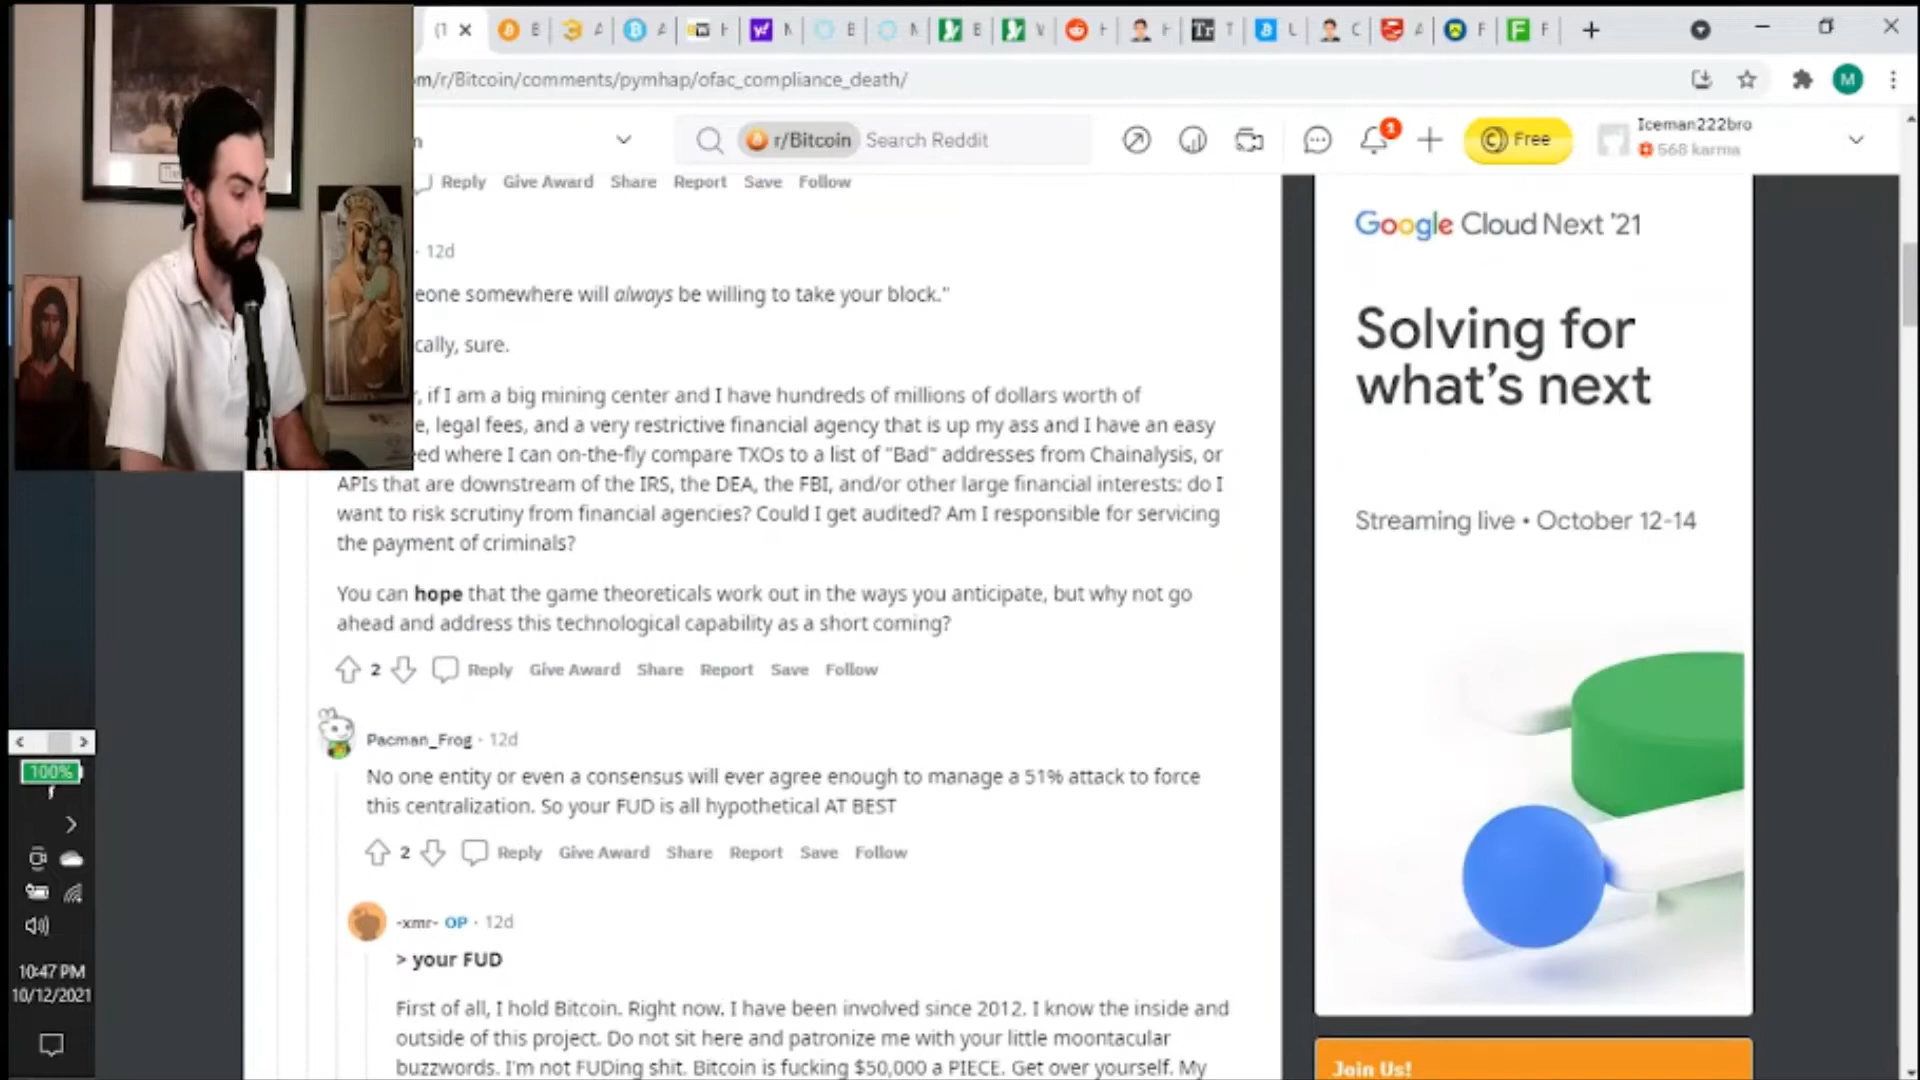 (1
E
A
A
H
N
E
N
E
V
H
H
T
L
C
A
F
F
om/r/Bitcoin/comments/pymhap/ofac_compliance_death/
M
n
r/Bitcoin Search Reddit
1
Free
Iceman222bro
568 karma
Reply Give Award Share Report Save Follow
· 12d
eone somewhere will always be willing to take your block."
cally, sure.
, if I am a big mining center and I have hundreds of millions of dollars worth of
e, legal fees, and a very restrictive financial agency that is up my ass and I have an easy
ed where I can on-the-fly compare TXOs to a list of "Bad" addresses from Chainalysis, or
APIs that are downstream of the IRS, the DEA, the FBI, and/or other large financial interests: do I
want to risk scrutiny from financial agencies? Could I get audited? Am I responsible for servicing
the payment of criminals?
You can hope that the game theoreticals work out in the ways you anticipate, but why not go
ahead and address this technological capability as a short coming?
2 Reply Give Award Share Report Save Follow
Pacman_Frog · 12d
No one entity or even a consensus will ever agree enough to manage a 51% attack to force
this centralization. So your FUD is all hypothetical AT BEST
2 Reply Give Award Share Report Save Follow
-xmr- OP · 12d
> your FUD
First of all, I hold Bitcoin. Right now. I have been involved since 2012. I know the inside and
outside of this project. Do not sit here and patronize me with your little moontacular
buzzwords. I'm not FUDing shit. Bitcoin is fucking $50,000 a PIECE. Get over yourself. My
Google Cloud Next '21
Solving for
what's next
Streaming live • October 12-14
Join Us!
100%
10:47 PM
10/12/2021